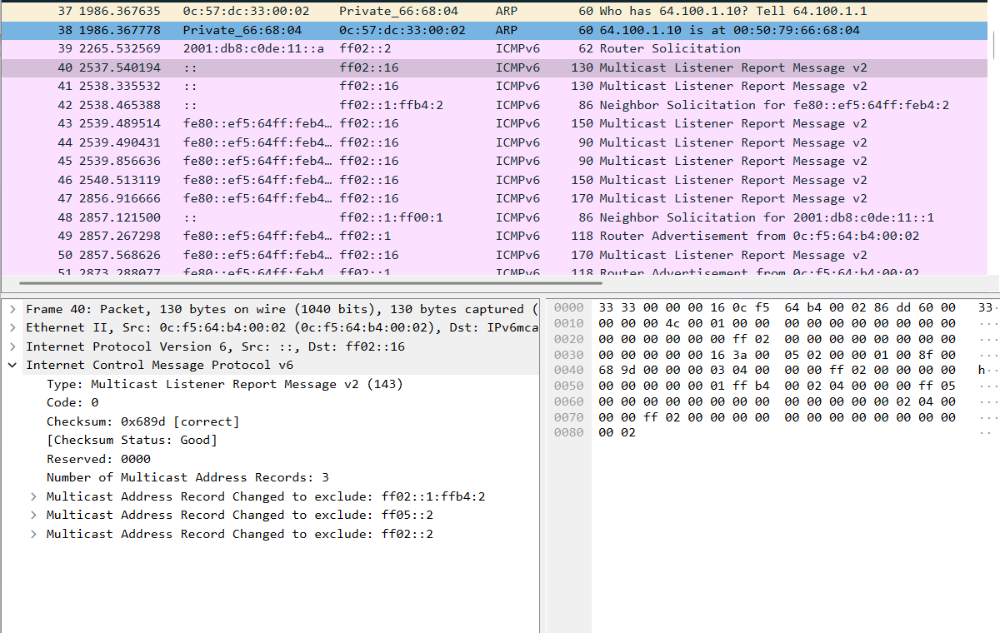 37 1986.367635 0c:57:dc:33:00:02 Private_66:68:04 ARP 60 Who has 64.100.1.10? Tell 64.100.1.1
38 1986.367778 Private_66:68:04 0c:57:dc:33:00:02 ARP 60 64.100.1.10 is at 00:50:79:66:68:04
39 2265.532569 2001:db8:c0de:11::a ff02::2 ICMPv6 62 Router Solicitation
40 2537.540194 :: ff02::16 ICMPv6 130 Multicast Listener Report Message v2
41 2538.335532 :: ff02::16 ICMPv6 130 Multicast Listener Report Message v2
42 2538.465388 :: ff02::1:ffb4:2 ICMPv6 86 Neighbor Solicitation for fe80::ef5:64ff:feb4:2
43 2539.489514 fe80::ef5:64ff:feb4… ff02::16 ICMPv6 150 Multicast Listener Report Message v2
44 2539.490431 fe80::ef5:64ff:feb4… ff02::16 ICMPv6 90 Multicast Listener Report Message v2
45 2539.856636 fe80::ef5:64ff:feb4… ff02::16 ICMPv6 90 Multicast Listener Report Message v2
46 2540.513119 fe80::ef5:64ff:feb4… ff02::16 ICMPv6 150 Multicast Listener Report Message v2
47 2856.916666 fe80::ef5:64ff:feb4… ff02::16 ICMPv6 170 Multicast Listener Report Message v2
48 2857.121500 :: ff02::1:ff00:1 ICMPv6 86 Neighbor Solicitation for 2001:db8:c0de:11::1
49 2857.267298 fe80::ef5:64ff:feb4… ff02::1 ICMPv6 118 Router Advertisement from 0c:f5:64:b4:00:02
50 2857.568626 fe80::ef5:64ff:feb4… ff02::16 ICMPv6 170 Multicast Listener Report Message v2
51 2873.288077 fe80::ef5:64ff:feb4… ff02::1 ICMPv6 118 Router Advertisement from 0c:f5:64:b4:00:02
Frame 40: Packet, 130 bytes on wire (1040 bits), 130 bytes captured (
Ethernet II, Src: 0c:f5:64:b4:00:02 (0c:f5:64:b4:00:02), Dst: IPv6mca
Internet Protocol Version 6, Src: ::, Dst: ff02::16
Internet Control Message Protocol v6
Type: Multicast Listener Report Message v2 (143)
Code: 0
Checksum: 0x689d [correct]
[Checksum Status: Good]
Reserved: 0000
Number of Multicast Address Records: 3
Multicast Address Record Changed to exclude: ff02::1:ffb4:2
Multicast Address Record Changed to exclude: ff05::2
Multicast Address Record Changed to exclude: ff02::2
0000 33 33 00 00 00 16 0c f5 64 b4 00 02 86 dd 60 00 33·
0010 00 00 00 4c 00 01 00 00 00 00 00 00 00 00 00 00 ···
0020 00 00 00 00 00 00 ff 02 00 00 00 00 00 00 00 00 ···
0030 00 00 00 00 00 16 3a 00 05 02 00 00 01 00 8f 00 ···
0040 68 9d 00 00 00 03 04 00 00 00 ff 02 00 00 00 00 h··
0050 00 00 00 00 00 01 ff b4 00 02 04 00 00 00 ff 05 ···
0060 00 00 00 00 00 00 00 00 00 00 00 00 00 02 04 00 ···
0070 00 00 ff 02 00 00 00 00 00 00 00 00 00 00 00 00 ···
0080 00 02 ··